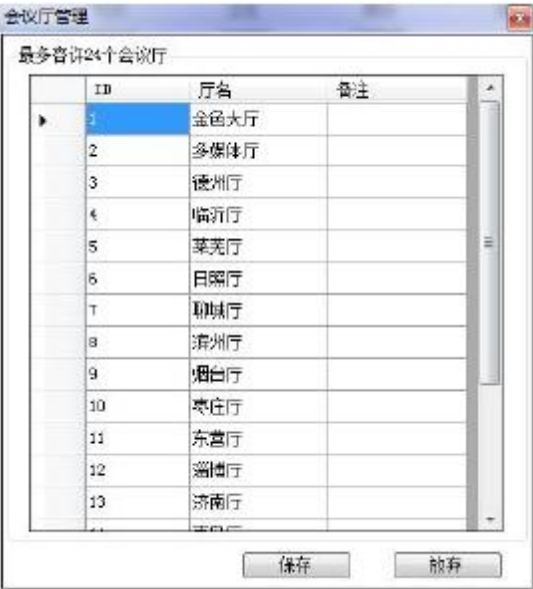 会议厅管理
最多容许24个会议厅
ID 厅名 备注
1 金色大厅
2 多媒体厅
3 德州厅
4 临沂厅
5 莱芜厅
6 日照厅
7 聊城厅
8 滨州厅
9 烟台厅
10 枣庄厅
11 东营厅
12 淄博厅
13 济南厅
保存 放弃